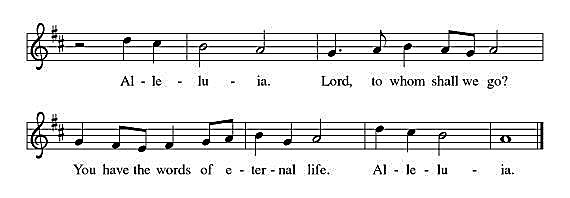 Al - le - lu - ia. Lord, to whom shall we go?
You have the words of e - ter - nal life. Al - le - lu - ia.